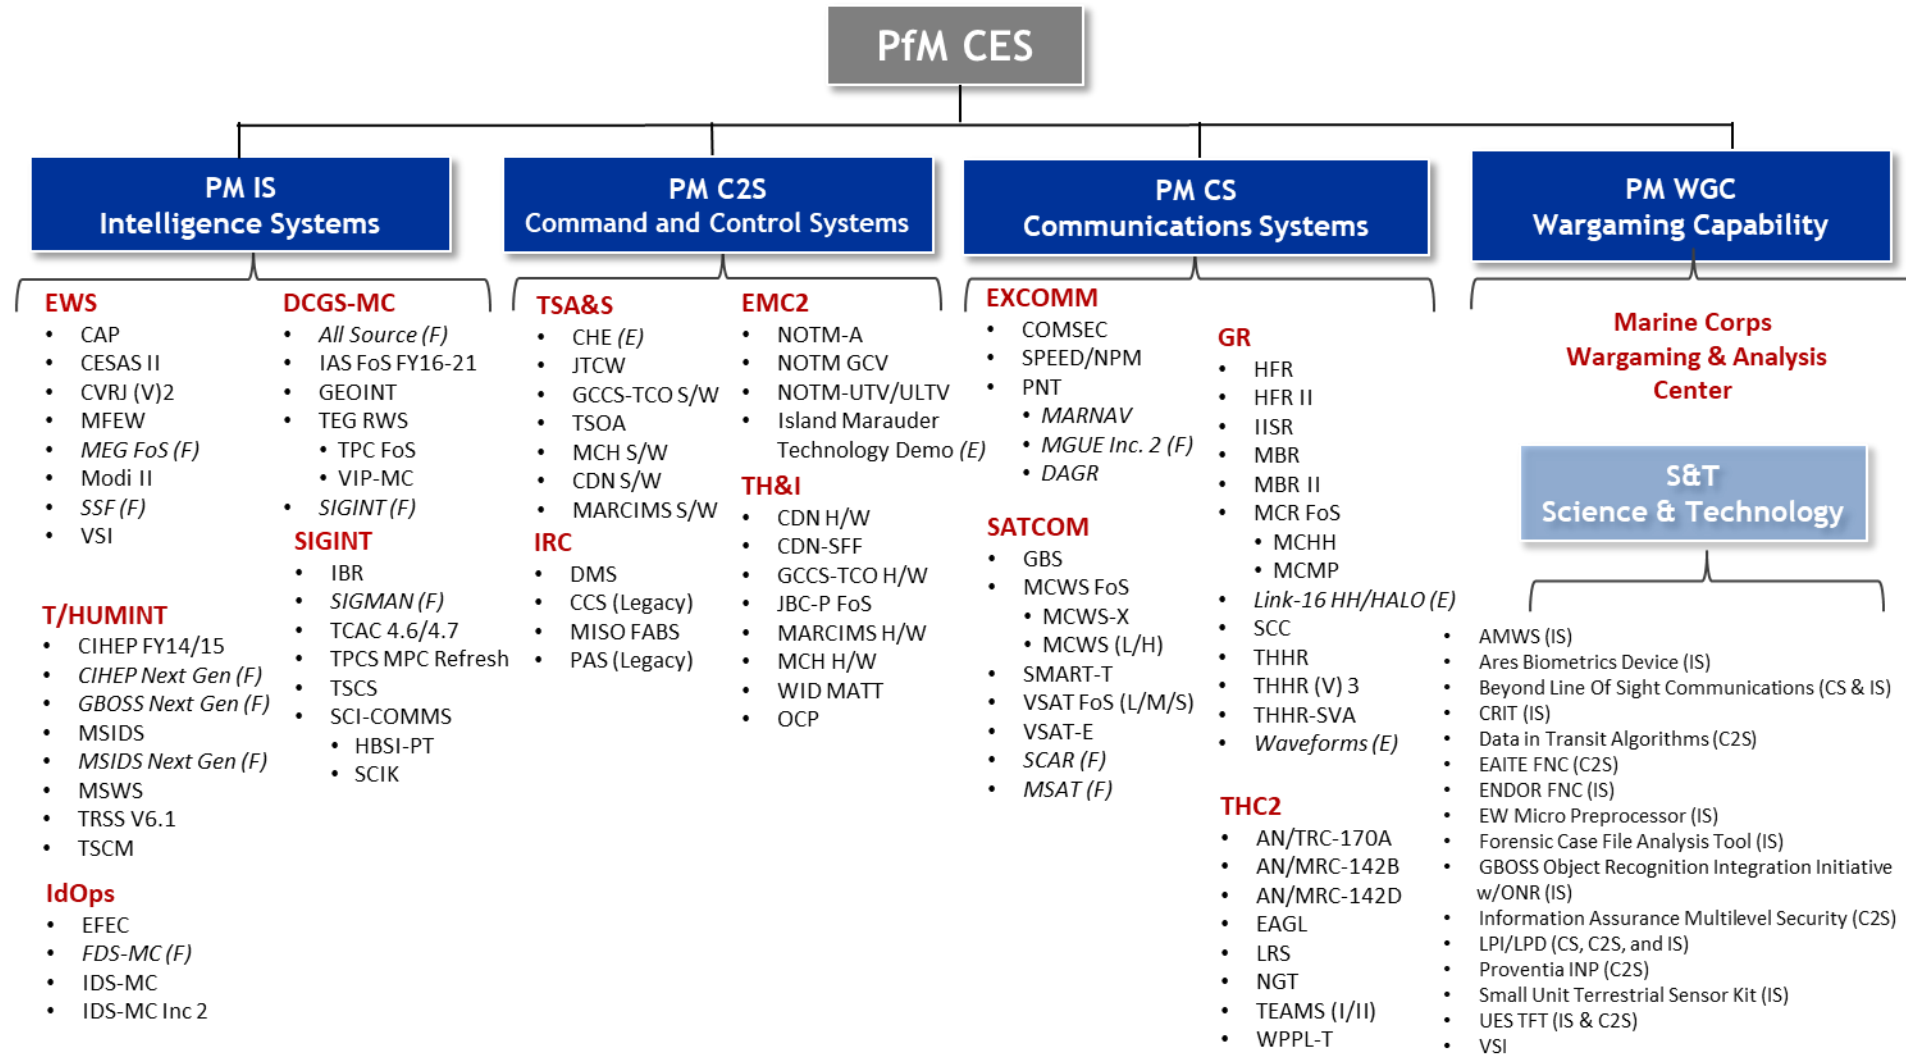 PfM CES
PM IS
Intelligence Systems
EWS
• CAP
• CESAS II
• CVRJ (V)2
• MFEW
• MEG FoS (F)
• Modi II
• SSF (F)
• VSI
T/HUMINT
• CIHEP FY14/15
• CIHEP Next Gen (F)
• GBOSS Next Gen (F)
• MSIDS
• MSIDS Next Gen (F)
• MSWS
• TRSS V6.1
• TSCM
IdOps
• EFEC
• FDS-MC (F)
• IDS-MC
• IDS-MC Inc 2
DCGS-MC
• All Source (F)
• IAS FoS FY16-21
• GEOINT
• TEG RWS
• TPC FoS
• VIP-MC
• SIGINT (F)
SIGINT
• IBR
• SIGMAN (F)
• TCAC 4.6/4.7
• TPCS MPC Refresh
• TSCS
• SCI-COMMS
• HBSI-PT
• SCIK
PM C2S
Command and Control Systems
TSA&S
• CHE (E)
• JTCW
• GCCS-TCO S/W
• TSOA
• MCH S/W
• CDN S/W
• MARCIMS S/W
IRC
• DMS
• CCS (Legacy)
• MISO FABS
• PAS (Legacy)
EMC2
• NOTM-A
• NOTM GCV
• NOTM-UTV/ULTV
• Island Marauder
Technology Demo (E)
TH&I
• CDN H/W
• CDN-SFF
• GCCS-TCO H/W
• JBC-P FoS
• MARCIMS H/W
• MCH H/W
• WID MATT
• OCP
PM CS
Communications Systems
EXCOMM
• COMSEC
• SPEED/NPM
• PNT
• MARNAV
• MGUE Inc. 2 (F)
• DAGR
SATCOM
• GBS
• MCWS FoS
• MCWS-X
• MCWS (L/H)
• SMART-T
• VSAT FoS (L/M/S)
• VSAT-E
• SCAR (F)
• MSAT (F)
GR
• HFR
• HFR II
• IISR
• MBR
• MBR II
• MCR FoS
• MCHH
• MCMP
• Link-16 HH/HALO (E)
• SCC
• THHR
• THHR (V) 3
• THHR-SVA
• Waveforms (E)
THC2
• AN/TRC-170A
• AN/MRC-142B
• AN/MRC-142D
• EAGL
• LRS
• NGT
• TEAMS (I/II)
• WPPL-T
PM WGC
Wargaming Capability
Marine Corps
Wargaming & Analysis
Center
S&T
Science & Technology
• AMWS (IS)
• Ares Biometrics Device (IS)
• Beyond Line Of Sight Communications (CS & IS)
• CRIT (IS)
• Data in Transit Algorithms (C2S)
• EAITE FNC (C2S)
• ENDOR FNC (IS)
• EW Micro Preprocessor (IS)
• Forensic Case File Analysis Tool (IS)
• GBOSS Object Recognition Integration Initiative
w/ONR (IS)
• Information Assurance Multilevel Security (C2S)
• LPI/LPD (CS, C2S, and IS)
• Proventia INP (C2S)
• Small Unit Terrestrial Sensor Kit (IS)
• UES TFT (IS & C2S)
• VSI